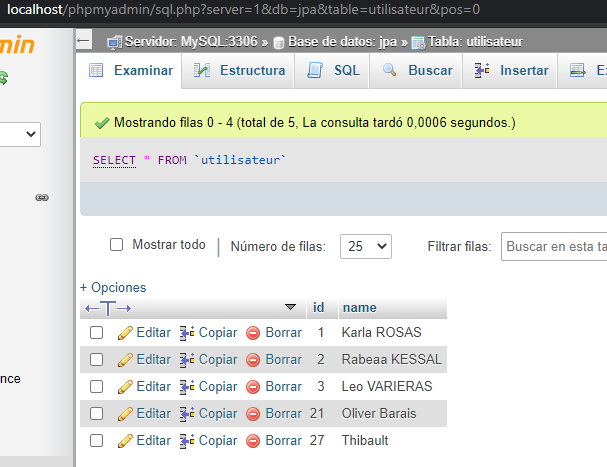 localhost/phpmyadmin/sql.php?server=1&db=jpa&table=utilisateur&pos=0
min
Servidor: MySQL:3306 » Base de datos: jpa » Tabla: utilisateur
Examinar Estructura SQL Buscar Insertar
Mostrando filas 0 - 4 (total de 5, La consulta tardó 0,0006 segundos.)
SELECT * FROM `utilisateur`
Mostrar todo | Número de filas: 25 Filtrar filas: Buscar en esta ta
+ Opciones
←T→ id name
Editar Copiar Borrar 1 Karla ROSAS
Editar Copiar Borrar 2 Rabeaa KESSAL
nce
Editar Copiar Borrar 3 Leo VARIERAS
Editar Copiar Borrar 21 Oliver Barais
Editar Copiar Borrar 27 Thibault